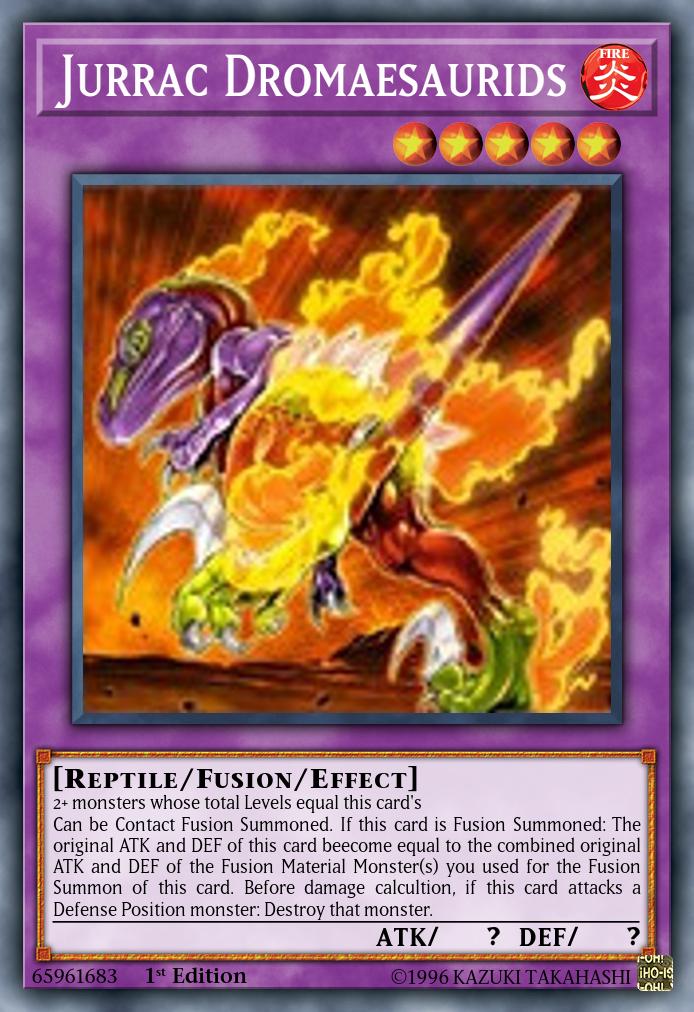 Jurrac Dromaesaurids
FIRE
炎
[Reptile/Fusion/Effect]
2+ monsters whose total Levels equal this card's
Can be Contact Fusion Summoned. If this card is Fusion Summoned: The
original ATK and DEF of this card beecome equal to the combined original
ATK and DEF of the Fusion Material Monster(s) you used for the Fusion
Summon of this card. Before damage calcultion, if this card attacks a
Defense Position monster: Destroy that monster.
ATK/ ? DEF/ ?
65961683 1st Edition ©1996 KAZUKI TAKAHASHI